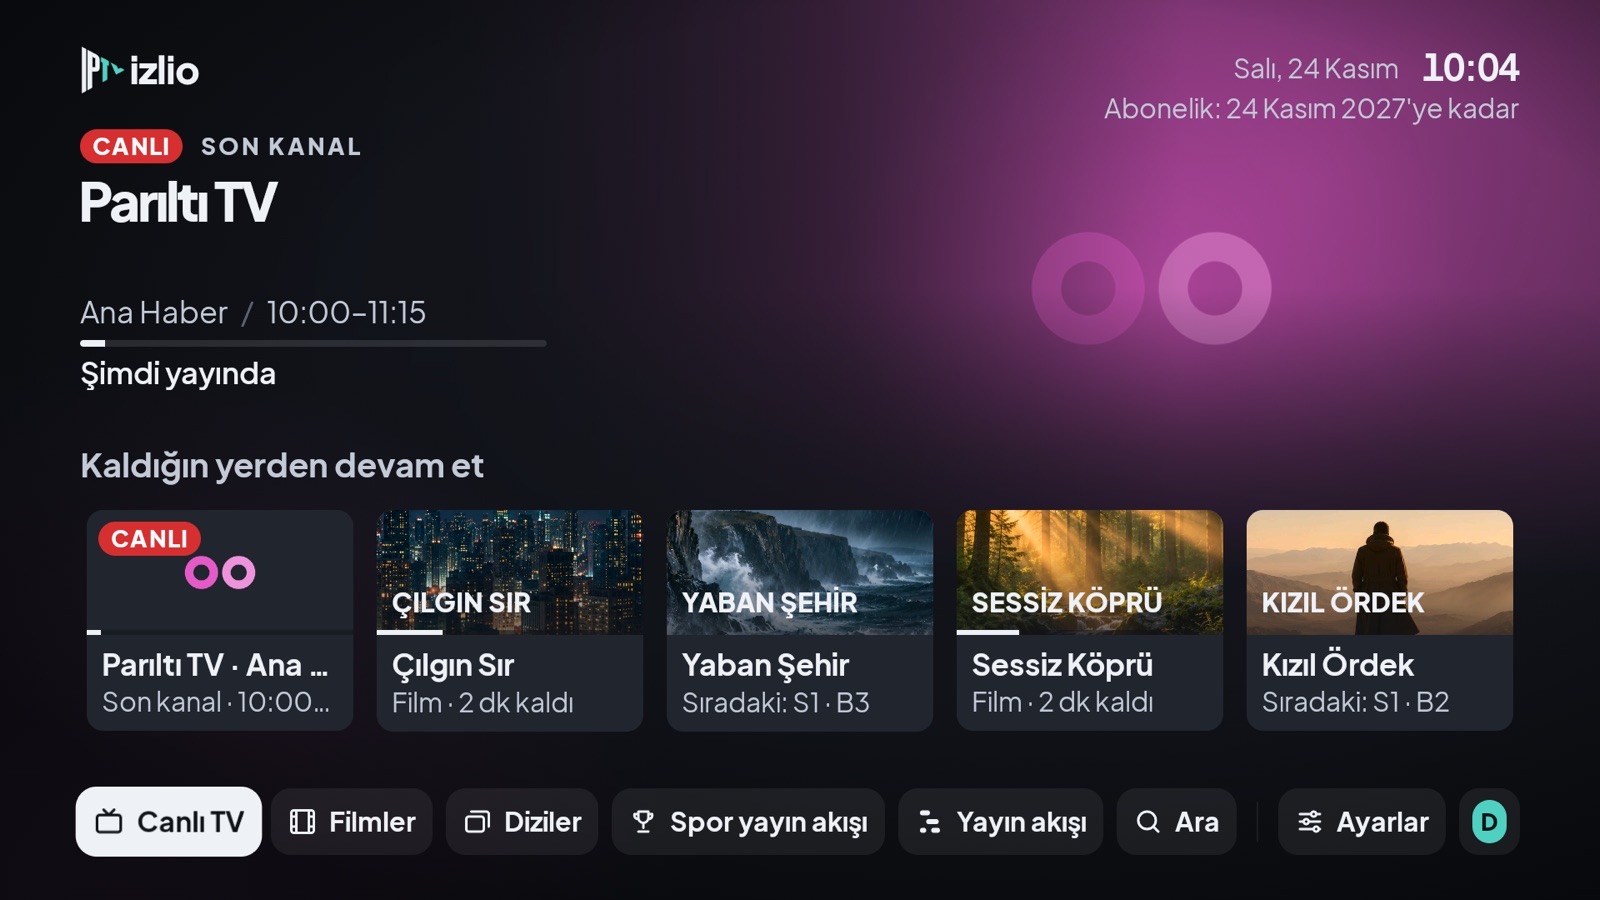 IPTV izlio
Salı, 24 Kasım 10:04
Abonelik: 24 Kasım 2027'ye kadar
CANLI SON KANAL
Parıltı TV
Ana Haber / 10:00–11:15
Şimdi yayında
Kaldığın yerden devam et
CANLI
Parıltı TV · Ana ...
Son kanal · 10:00...
ÇILGIN SIR
Çılgın Sır
Film · 2 dk kaldı
YABAN ŞEHİR
Yaban Şehir
Sıradaki: S1 · B3
SESSİZ KÖPRÜ
Sessiz Köprü
Film · 2 dk kaldı
KIZIL ÖRDEK
Kızıl Ördek
Sıradaki: S1 · B2
Canlı TV
Filmler
Diziler
Spor yayın akışı
Yayın akışı
Ara
Ayarlar
D